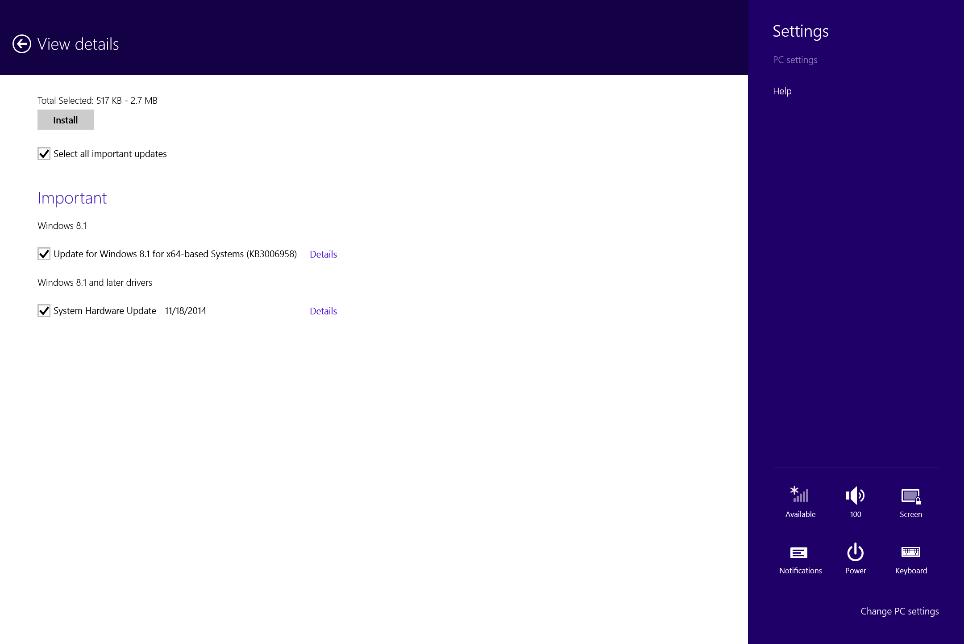 View details
Total Selected: 517 KB - 2.7 MB
Install
Select all important updates
Important
Windows 8.1
Update for Windows 8.1 for x64-based Systems (KB3006958) Details
Windows 8.1 and later drivers
System Hardware Update 11/18/2014 Details
Settings
PC settings
Help
Available 100 Screen
Notifications Power Keyboard
Change PC settings